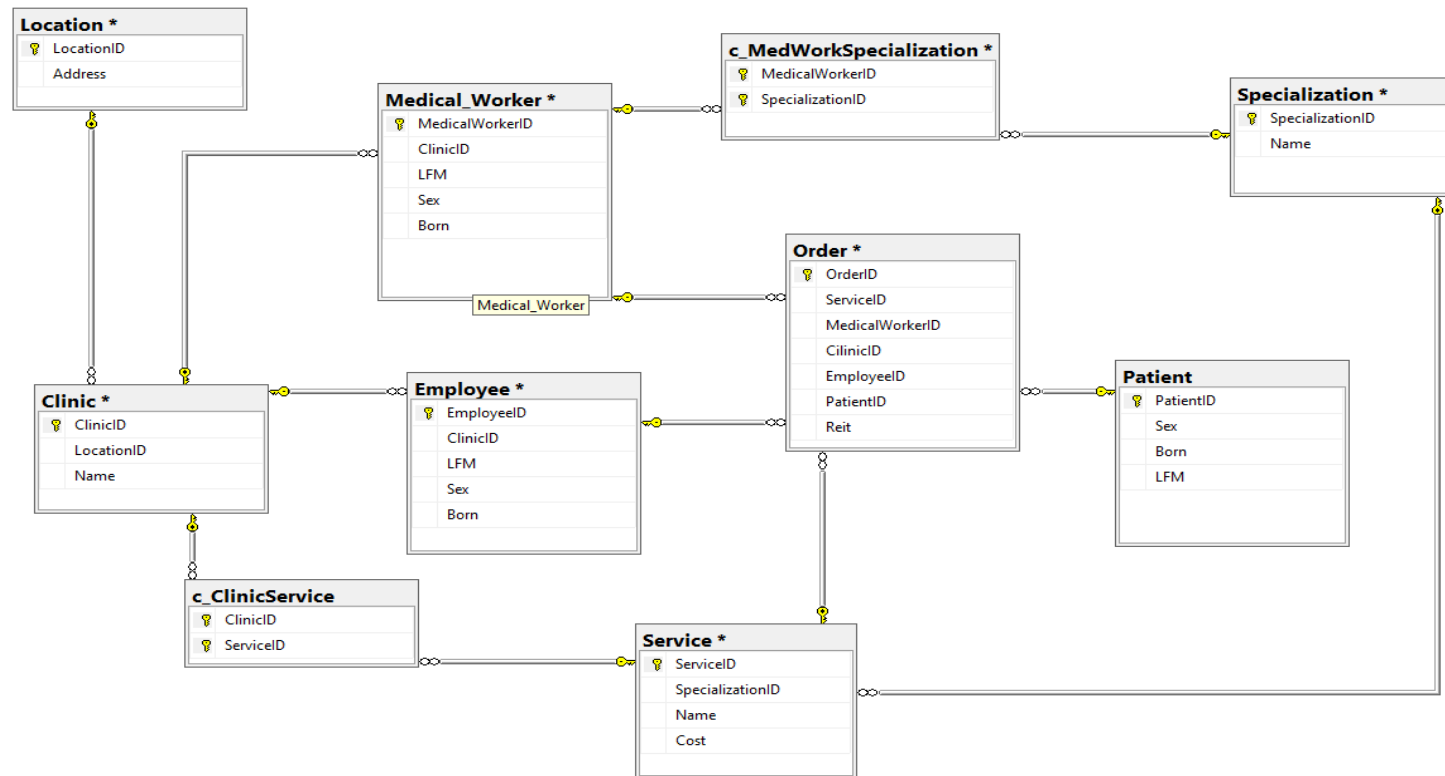 Location *
LocationID
Address
c_MedWorkSpecialization *
MedicalWorkerID
SpecializationID
Specialization *
SpecializationID
Name
Medical_Worker *
MedicalWorkerID
ClinicID
LFM
Sex
Born
Medical_Worker
Order *
OrderID
ServiceID
MedicalWorkerID
CilinicID
EmployeeID
PatientID
Reit
Patient
PatientID
Sex
Born
LFM
Employee *
EmployeeID
ClinicID
LFM
Sex
Born
Clinic *
ClinicID
LocationID
Name
c_ClinicService
ClinicID
ServiceID
Service *
ServiceID
SpecializationID
Name
Cost